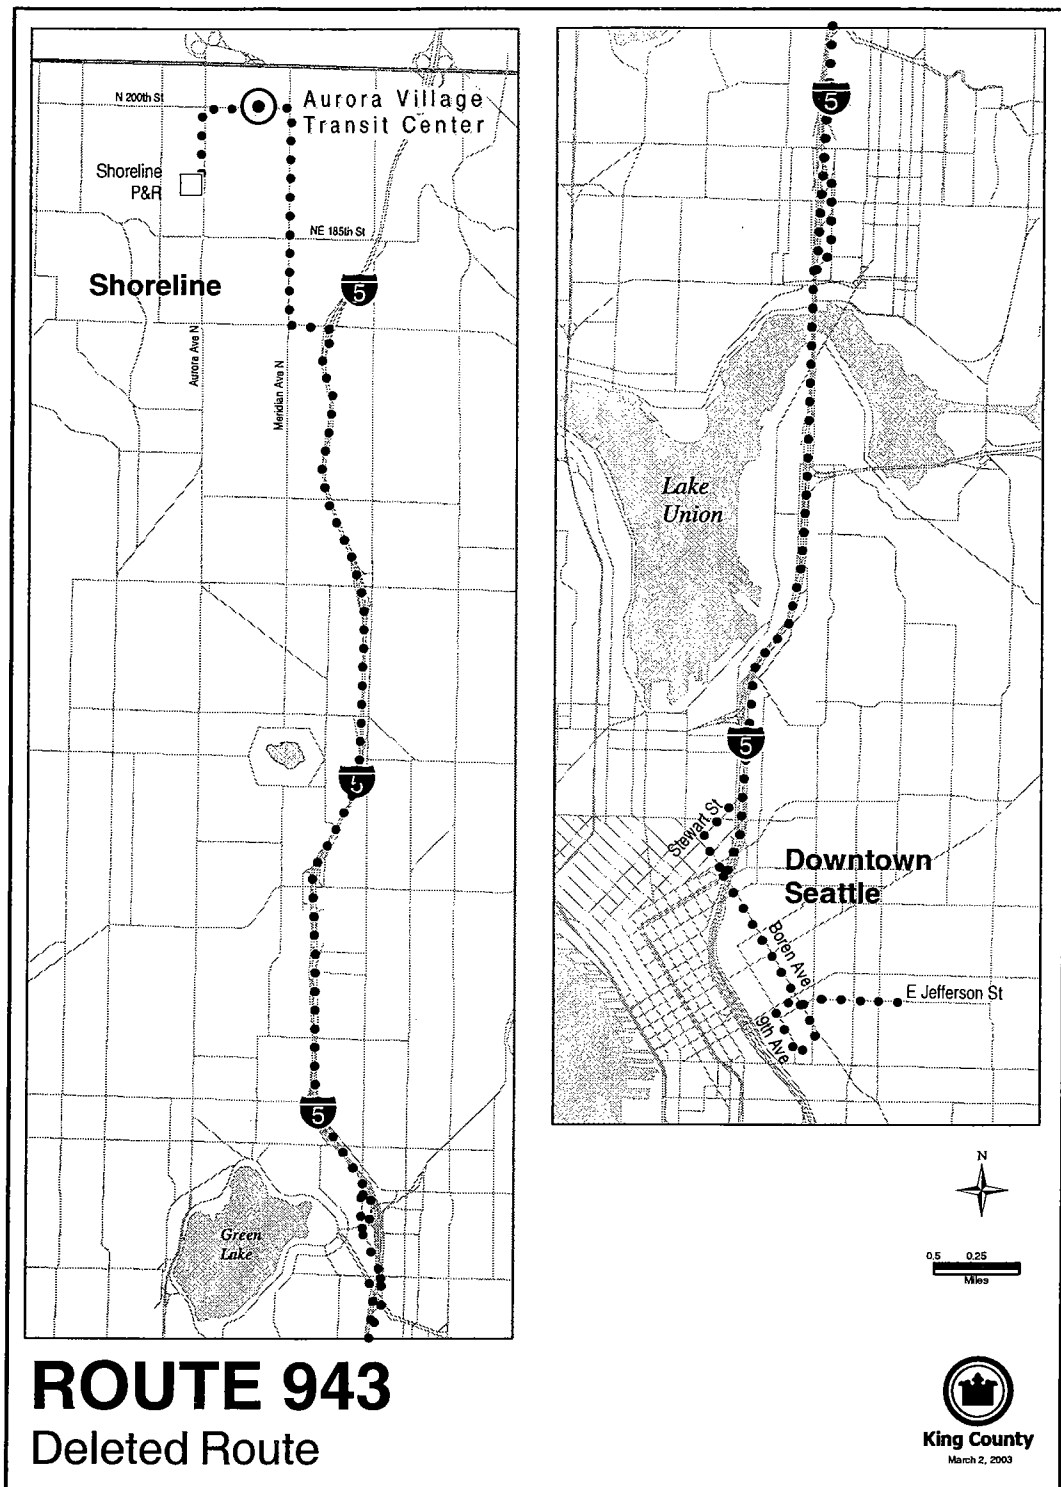 N 200th St
Aurora Village
Transit Center
Shoreline
P&R
NE 185th St
Shoreline
5
Aurora Ave N
Meridian Ave N
5
5
Green
Lake
5
Lake
Union
5
Stewart St
Downtown
Seattle
Boren Ave
E Jefferson St
9th Ave
N
0.5 0.25
Miles
ROUTE 943
Deleted Route
King County
March 2, 2003